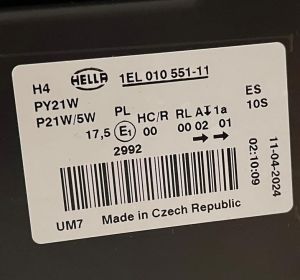 H4 HELLA 1EL 010 551-11
PY21W ES
P21W/5W PL HC/R RL A 1a 10S
17,5 E1 00 00 02 01
2992
UM7 Made in Czech Republic
11-04-2024
02:10:09